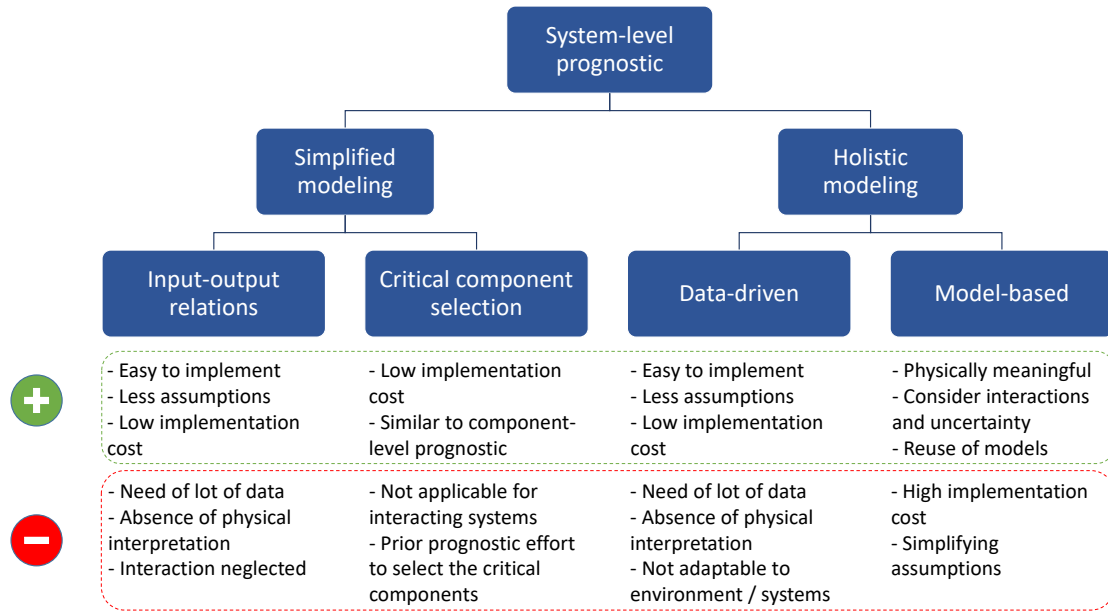 System-level
prognostic
Simplified
modeling
Holistic
modeling
Input-output
relations
Critical component
selection
Data-driven
Model-based
- Easy to implement
- Less assumptions
- Low implementation
cost
- Low implementation
cost
- Similar to component-
level prognostic
- Easy to implement
- Less assumptions
- Low implementation
cost
- Physically meaningful
- Consider interactions
and uncertainty
- Reuse of models
- Need of lot of data
- Absence of physical
interpretation
- Interaction neglected
- Not applicable for
interacting systems
- Prior prognostic effort
to select the critical
components
- Need of lot of data
- Absence of physical
interpretation
- Not adaptable to
environment / systems
- High implementation
cost
- Simplifying
assumptions